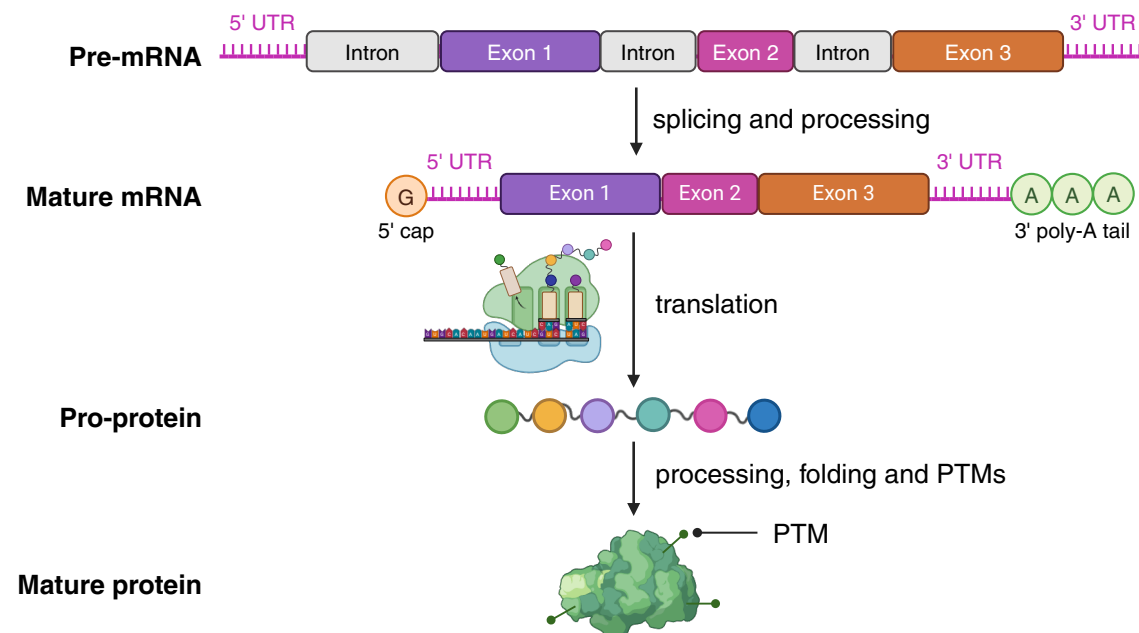 5' UTR
3' UTR
Pre-mRNA
Intron
Exon 1
Intron
Exon 2
Intron
Exon 3
splicing and processing
5' UTR
3' UTR
Mature mRNA
G
Exon 1
Exon 2
Exon 3
A
A
A
5' cap
3' poly-A tail
translation
Pro-protein
processing, folding and PTMs
PTM
Mature protein